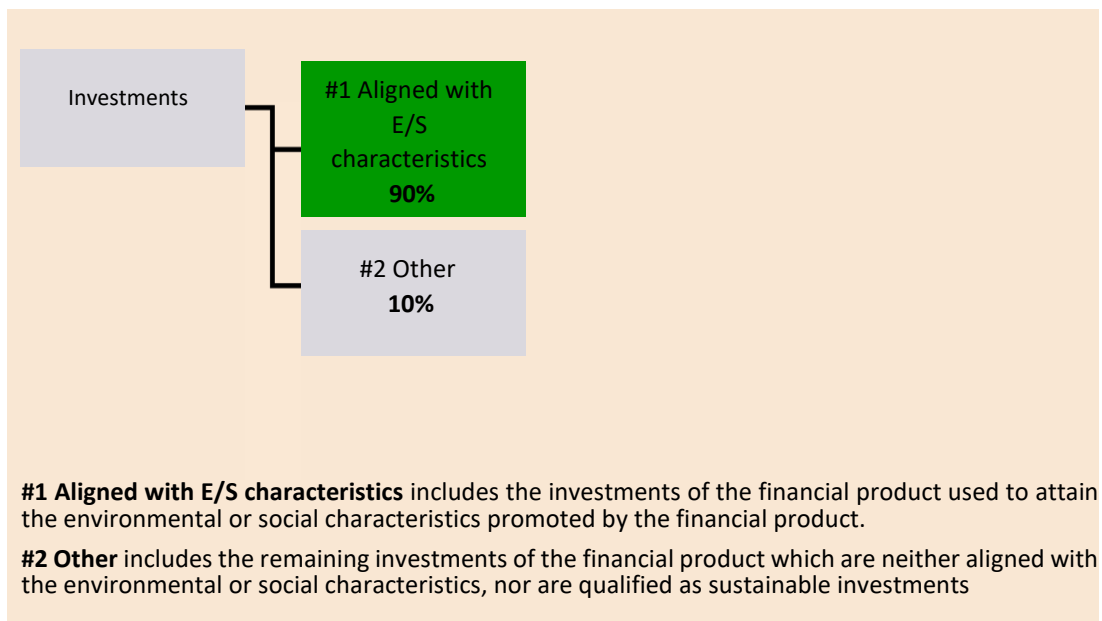 Investments
#1 Aligned with
E/S
characteristics
90%
#2 Other
10%
#1 Aligned with E/S characteristics includes the investments of the financial product used to attain
the environmental or social characteristics promoted by the financial product.
#2 Other includes the remaining investments of the financial product which are neither aligned with
the environmental or social characteristics, nor are qualified as sustainable investments